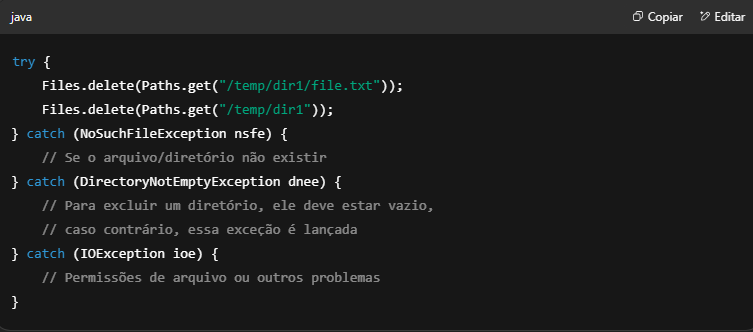 java
Copiar
Editar
try {
    Files.delete(Paths.get("/temp/dir1/file.txt"));
    Files.delete(Paths.get("/temp/dir1"));
} catch (NoSuchFileException nsfe) {
    // Se o arquivo/diretório não existir
} catch (DirectoryNotEmptyException dnee) {
    // Para excluir um diretório, ele deve estar vazio,
    // caso contrário, essa exceção é lançada
} catch (IOException ioe) {
    // Permissões de arquivo ou outros problemas
}